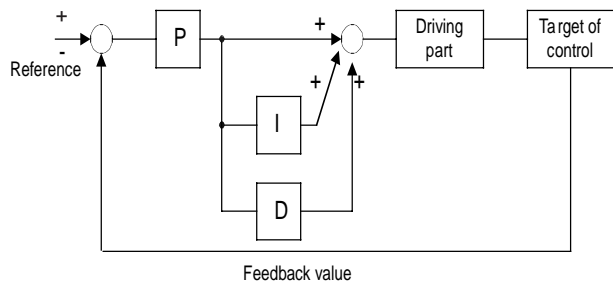 +
-
Reference
P
I
D
+
+
+
Driving
part
Target of
control
Feedback value